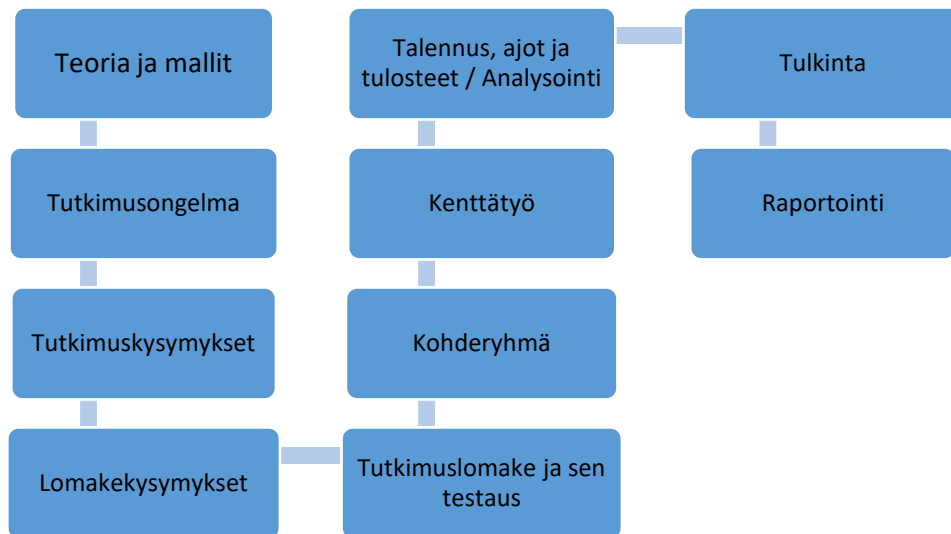 Teoria ja mallit
Tutkimusongelma
Tutkimuskysymykset
Lomakekysymykset
Tutkimuslomake ja sen
testaus
Kohderyhmä
Kenttätyö
Talennus, ajot ja
tulosteet / Analysointi
Tulkinta
Raportointi